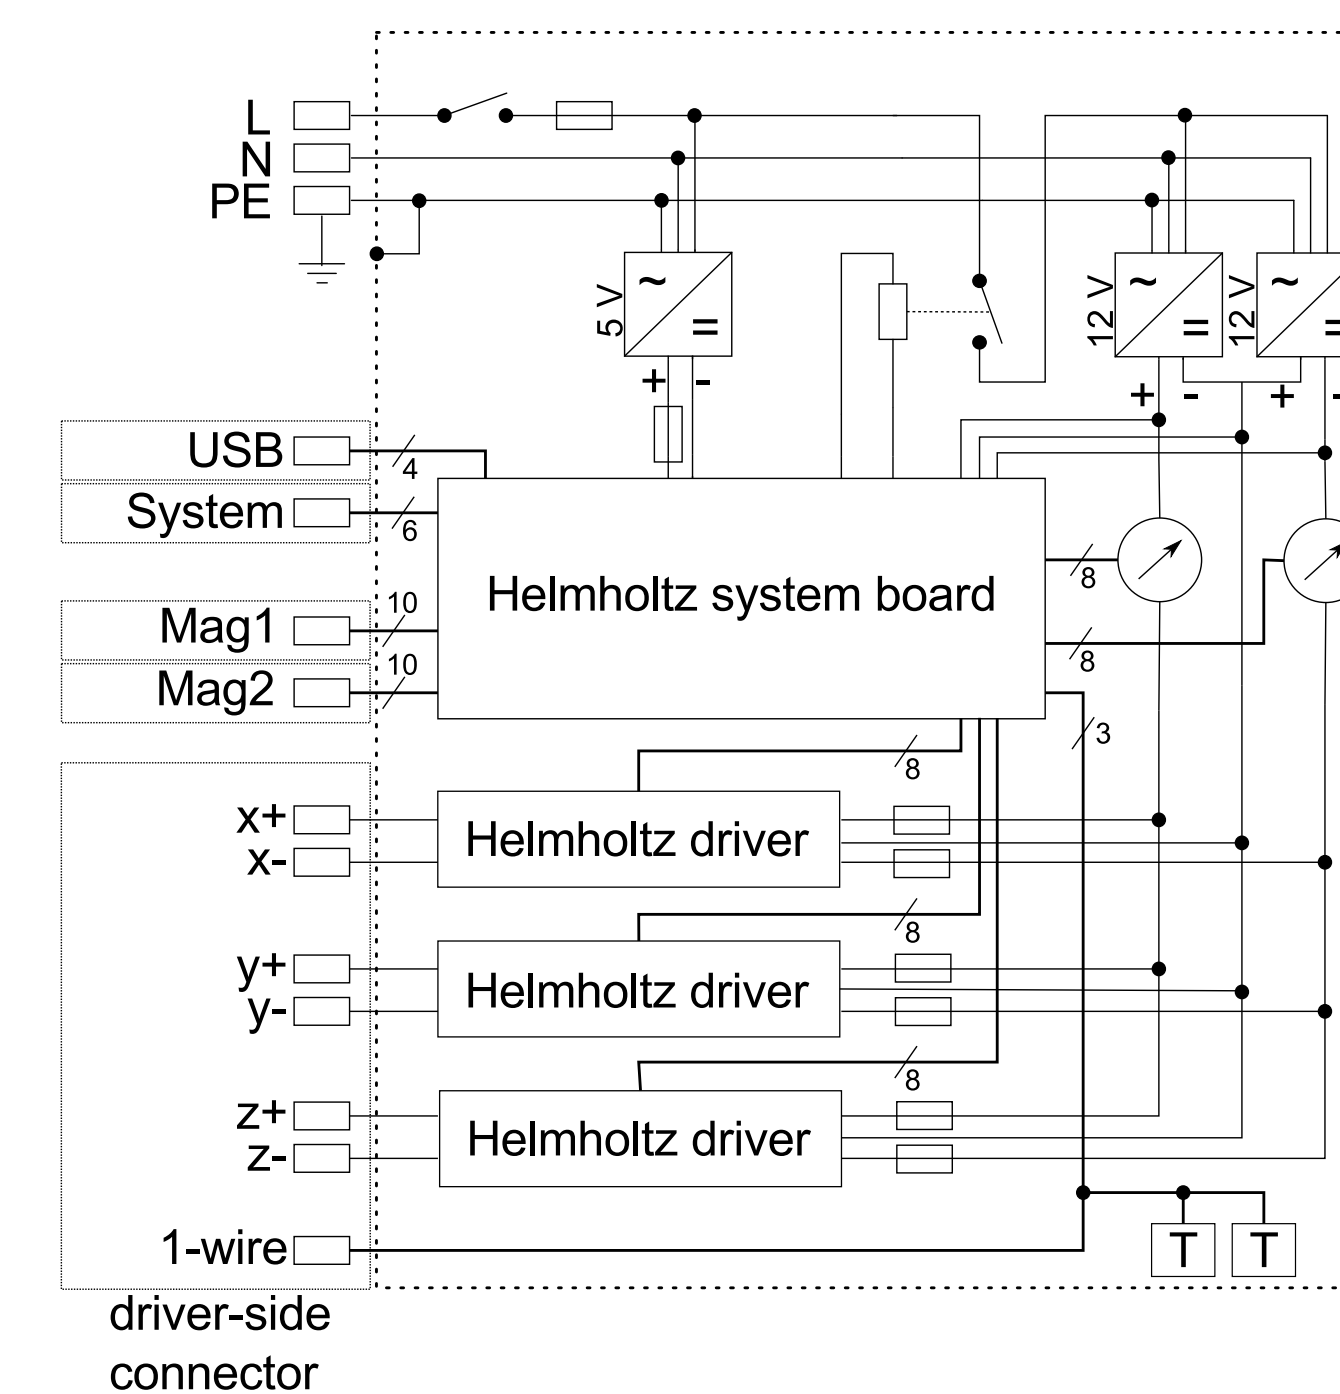 L
N
PE
5 V
~
=
+ -
12 V
~
=
+ -
12 V
~
=
+ -
USB
4
System
6
Helmholtz system board
8
8
Mag1
10
Mag2
10
3
8
x+
x-
Helmholtz driver
8
y+
y-
Helmholtz driver
8
z+
z-
Helmholtz driver
1-wire
T T
driver-side
connector